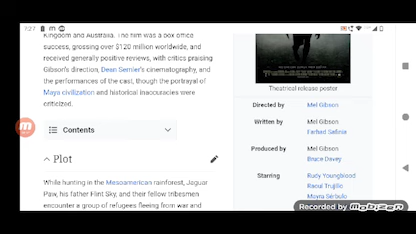 7:27
Kingdom and Australia. The film was a box office
success, grossing over $120 million worldwide, and
received generally positive reviews, with critics praising
Gibson's direction, Dean Semler's cinematography, and
the performances of the cast, though the portrayal of
Maya civilization and historical inaccuracies were
criticized.
Contents
Plot
While hunting in the Mesoamerican rainforest, Jaguar
Paw, his father Flint Sky, and their fellow tribesmen
encounter a group of refugees fleeing from war and
Theatrical release poster
Directed by Mel Gibson
Written by Mel Gibson
Farhad Safinia
Produced by Mel Gibson
Bruce Davey
Starring Rudy Youngblood
Raoul Trujillo
Mayra Sérbulo
Recorded by Mobizen